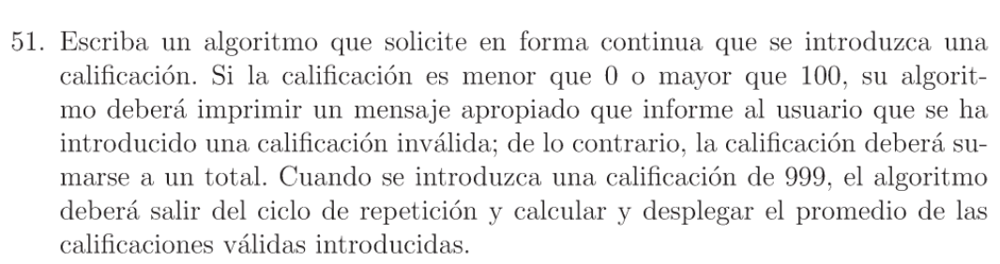 51. Escriba un algoritmo que solicite en forma continua que se introduzca una
calificación. Si la calificación es menor que 0 o mayor que 100, su algorit-
mo deberá imprimir un mensaje apropiado que informe al usuario que se ha
introducido una calificación inválida; de lo contrario, la calificación deberá su-
marse a un total. Cuando se introduzca una calificación de 999, el algoritmo
deberá salir del ciclo de repetición y calcular y desplegar el promedio de las
calificaciones válidas introducidas.